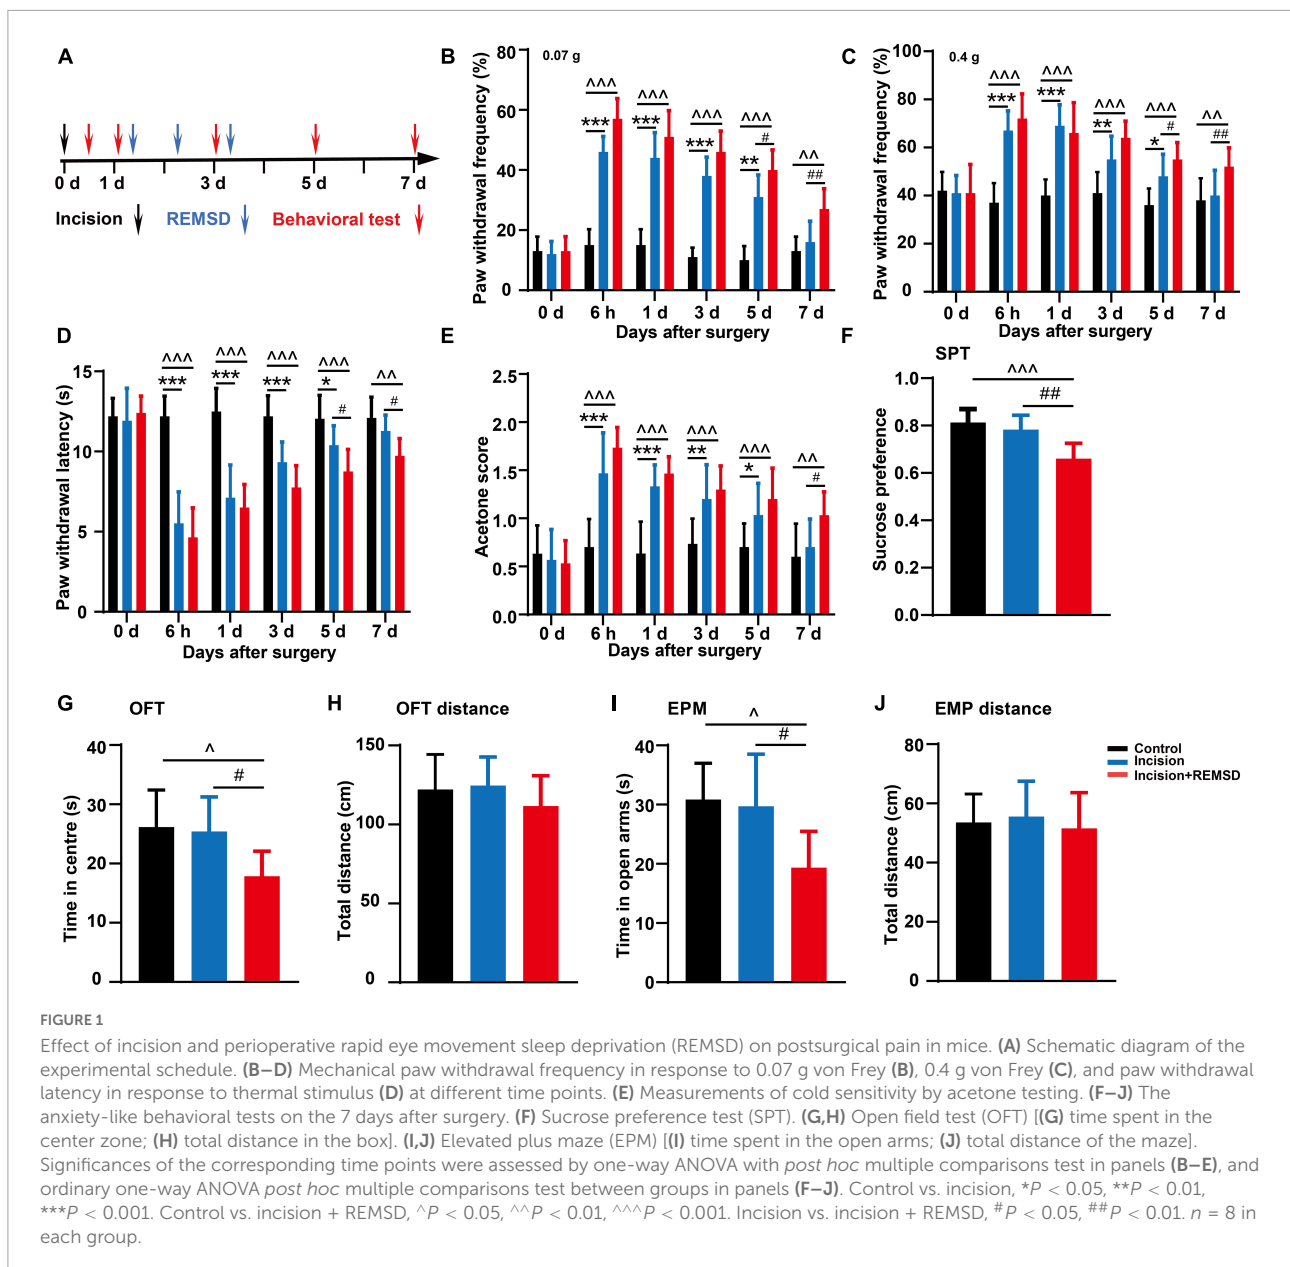 A
0 d 1 d 3 d 5 d 7 d
Incision REMSD Behavioral test
B
0.07 g
Paw withdrawal frequency (%)
80
60
40
20
0
^^^ ^^^ ^^^ ^^^ ^^
*** *** *** ** # ##
0 d 6 h 1 d 3 d 5 d 7 d
Days after surgery
C
0.4 g
Paw withdrawal frequency (%)
100
80
60
40
20
0
^^^ ^^^ ^^^ ^^^ ^^
*** *** ** * # ##
0 d 6 h 1 d 3 d 5 d 7 d
Days after surgery
D
Paw withdrawal latency (s)
15
10
5
0
^^^ ^^^ ^^^ ^^^ ^^
*** *** *** * # #
0 d 6 h 1 d 3 d 5 d 7 d
Days after surgery
E
Acetone score
2.5
2.0
1.5
1.0
0.5
0.0
^^^ ^^^ ^^^ ^^^ ^^
*** *** ** * #
0 d 6 h 1 d 3 d 5 d 7 d
Days after surgery
F
SPT
Sucrose preference
1.0
0.8
0.6
0.4
0.2
0.0
^^^
##
G
OFT
Time in centre (s)
40
30
20
10
0
^
#
H
OFT distance
Total distance (cm)
150
100
50
0
I
EPM
Time in open arms (s)
40
30
20
10
0
^
#
J
EMP distance
Total distance (cm)
80
60
40
20
0
Control
Incision
Incision+REMSD
FIGURE 1
Effect of incision and perioperative rapid eye movement sleep deprivation (REMSD) on postsurgical pain in mice. (A) Schematic diagram of the
experimental schedule. (B–D) Mechanical paw withdrawal frequency in response to 0.07 g von Frey (B), 0.4 g von Frey (C), and paw withdrawal
latency in response to thermal stimulus (D) at different time points. (E) Measurements of cold sensitivity by acetone testing. (F–J) The
anxiety-like behavioral tests on the 7 days after surgery. (F) Sucrose preference test (SPT). (G,H) Open field test (OFT) [(G) time spent in the
center zone; (H) total distance in the box]. (I,J) Elevated plus maze (EPM) [(I) time spent in the open arms; (J) total distance of the maze].
Significances of the corresponding time points were assessed by one-way ANOVA with post hoc multiple comparisons test in panels (B–E), and
ordinary one-way ANOVA post hoc multiple comparisons test between groups in panels (F–J). Control vs. incision, *P < 0.05, **P < 0.01,
***P < 0.001. Control vs. incision + REMSD, ^P < 0.05, ^^P < 0.01, ^^^P < 0.001. Incision vs. incision + REMSD, #P < 0.05, ##P < 0.01. n = 8 in
each group.